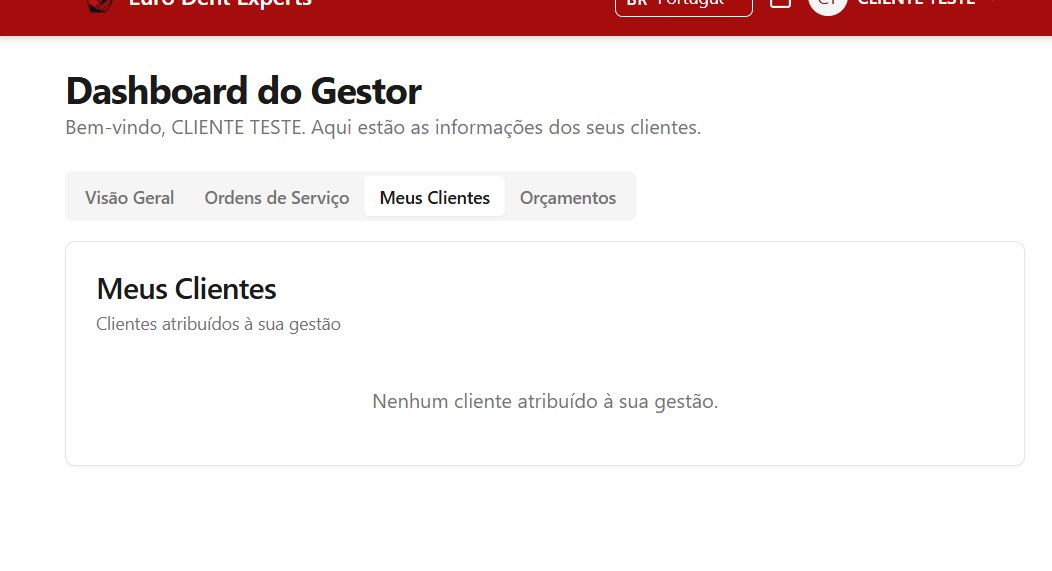 Euro Dent Experts
BR Portugal
CT
CLIENTE TESTE
Dashboard do Gestor
Bem-vindo, CLIENTE TESTE. Aqui estão as informações dos seus clientes.
Visão Geral
Ordens de Serviço
Meus Clientes
Orçamentos
Meus Clientes
Clientes atribuídos à sua gestão
Nenhum cliente atribuído à sua gestão.